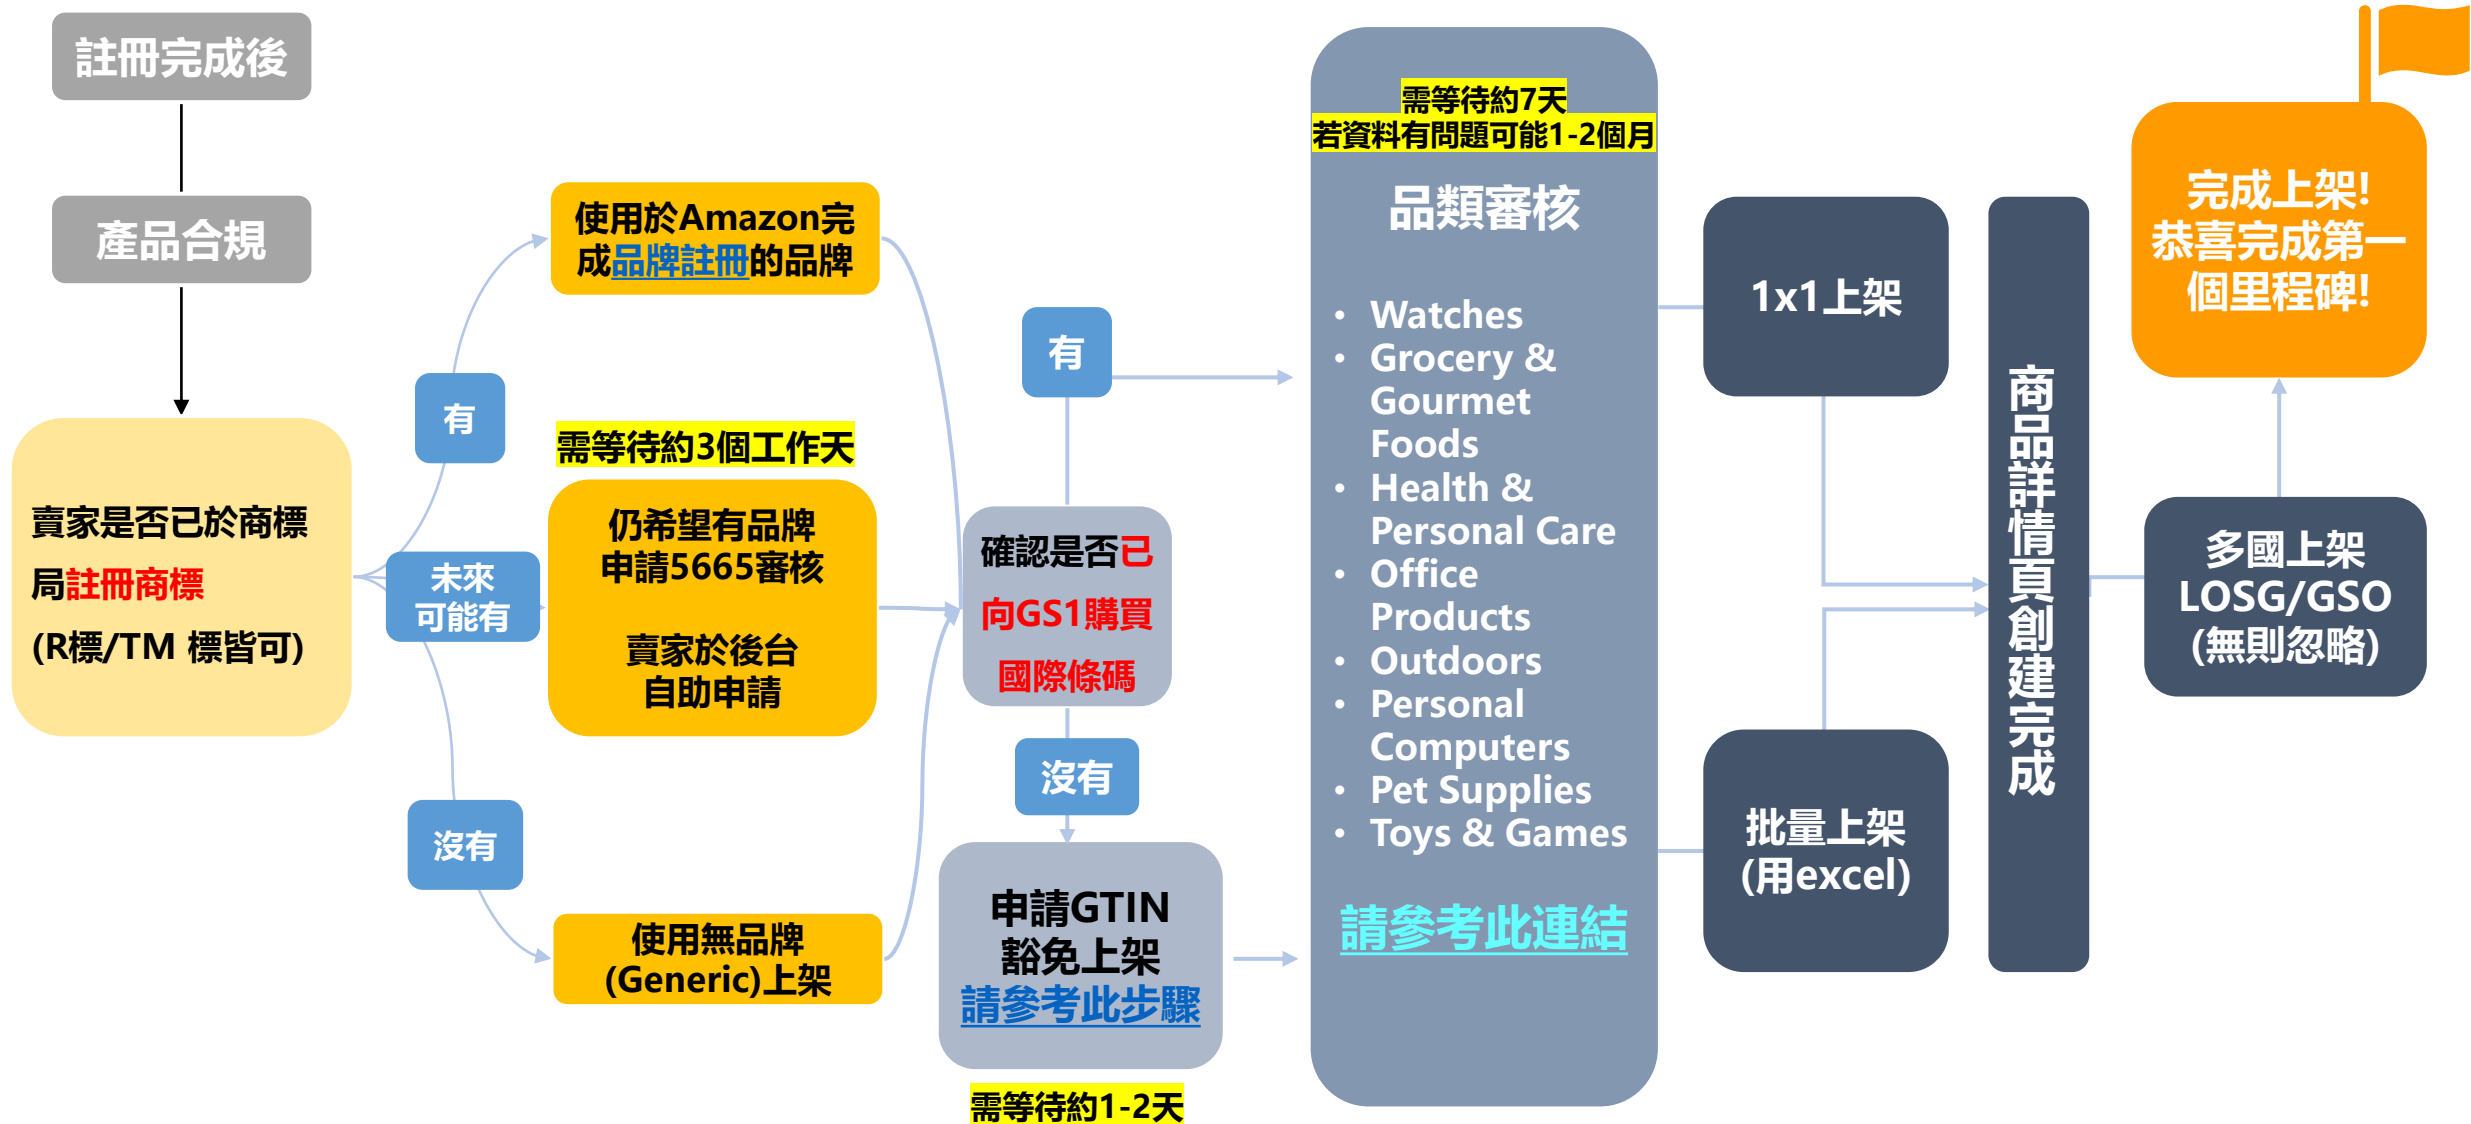 註冊完成後
產品合規
賣家是否已於商標
局註冊商標
(R標/TM 標皆可)
有
未來
可能有
沒有
使用於Amazon完
成品牌註冊的品牌
需等待約3個工作天
仍希望有品牌
申請5665審核
賣家於後台
自助申請
使用無品牌
(Generic)上架
有
確認是否已
向GS1購買
國際條碼
沒有
申請GTIN
豁免上架
請參考此步驟
需等待約1-2天
需等待約7天
若資料有問題可能1-2個月
品類審核
• Watches
• Grocery &
Gourmet
Foods
• Health &
Personal Care
• Office
Products
• Outdoors
• Personal
Computers
• Pet Supplies
• Toys & Games
請參考此連結
1x1上架
批量上架
(用excel)
商品詳情頁創建完成
多國上架
LOSG/GSO
(無則忽略)
完成上架!
恭喜完成第一
個里程碑!